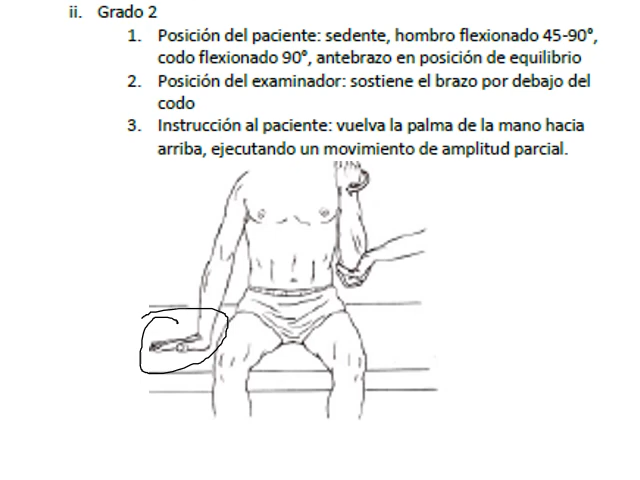 ii. Grado 2
1. Posición del paciente: sedente, hombro flexionado 45-90°,
codo flexionado 90°, antebrazo en posición de equilibrio
2. Posición del examinador: sostiene el brazo por debajo del
codo
3. Instrucción al paciente: vuelva la palma de la mano hacia
arriba, ejecutando un movimiento de amplitud parcial.